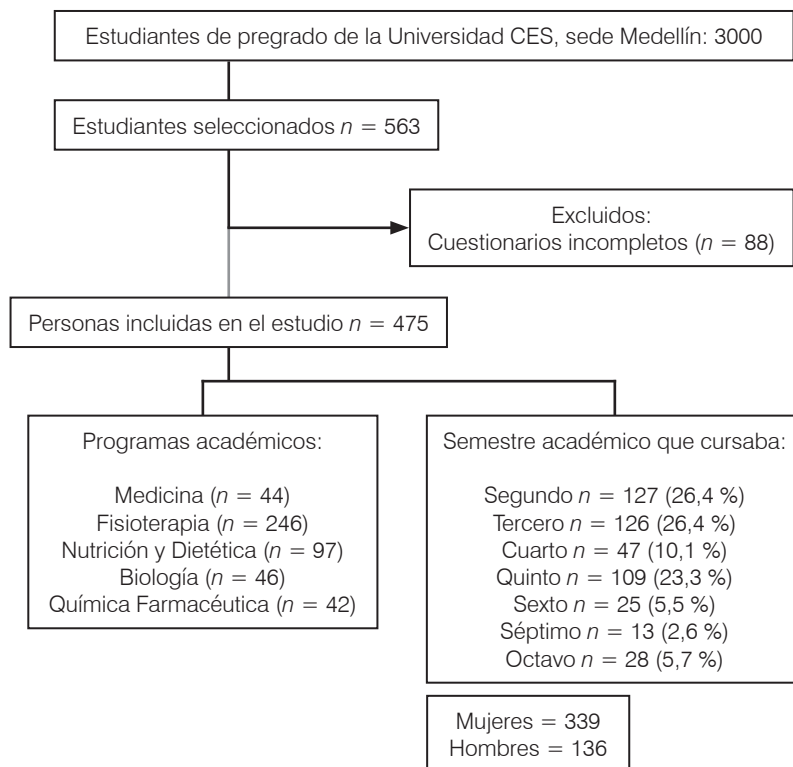 Estudiantes de pregrado de la Universidad CES, sede Medellín: 3000
Estudiantes seleccionados n = 563
Excluidos:
Cuestionarios incompletos (n = 88)
Personas incluidas en el estudio n = 475
Programas académicos:
Medicina (n = 44)
Fisioterapia (n = 246)
Nutrición y Dietética (n = 97)
Biología (n = 46)
Química Farmacéutica (n = 42)
Semestre académico que cursaba:
Segundo n = 127 (26,4 %)
Tercero n = 126 (26,4 %)
Cuarto n = 47 (10,1 %)
Quinto n = 109 (23,3 %)
Sexto n = 25 (5,5 %)
Séptimo n = 13 (2,6 %)
Octavo n = 28 (5,7 %)
Mujeres = 339
Hombres = 136